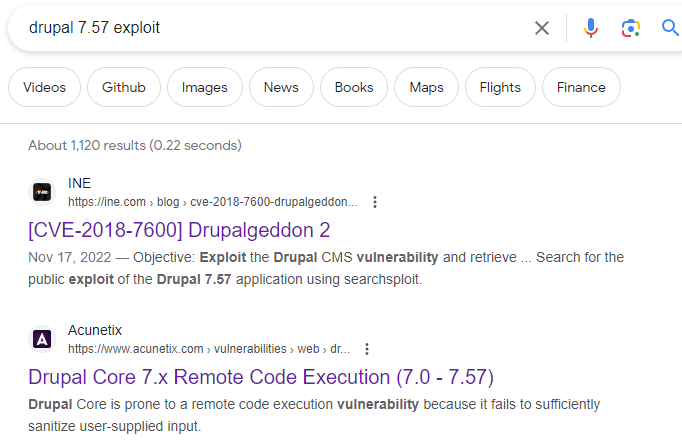 drupal 7.57 exploit
Videos Github Images News Books Maps Flights Finance
About 1,120 results (0.22 seconds)
INE
https://ine.com › blog › cve-2018-7600-drupalgeddon...
[CVE-2018-7600] Drupalgeddon 2
Nov 17, 2022 — Objective: Exploit the Drupal CMS vulnerability and retrieve ... Search for the
public exploit of the Drupal 7.57 application using searchsploit.
A
Acunetix
https://www.acunetix.com › vulnerabilities › web › dr...
Drupal Core 7.x Remote Code Execution (7.0 - 7.57)
Drupal Core is prone to a remote code execution vulnerability because it fails to sufficiently
sanitize user-supplied input.